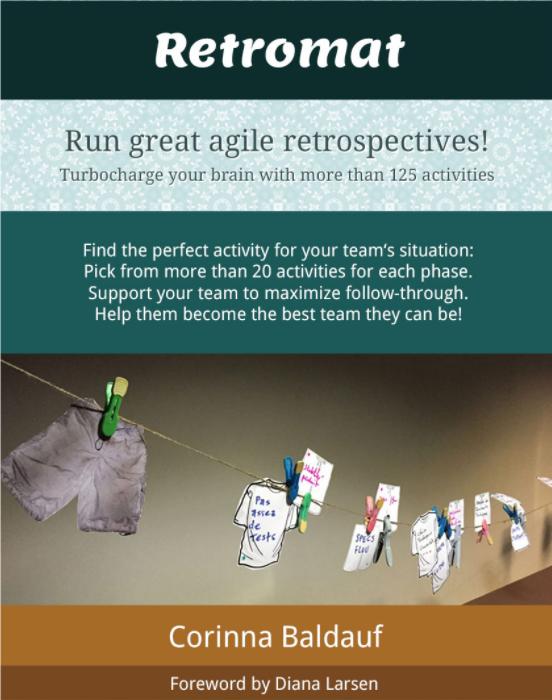 Retromat
Run great agile retrospectives!
Turbocharge your brain with more than 125 activities
Find the perfect activity for your team's situation:
Pick from more than 20 activities for each phase.
Support your team to maximize follow-through.
Help them become the best team they can be!
Pas
assez
de
tests
SPECS
FLOU
Corinna Baldauf
Foreword by Diana Larsen